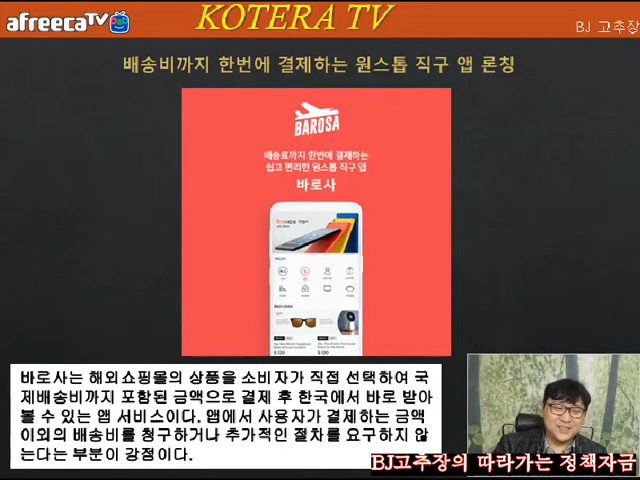 afreecaTV
KOTERA TV
BJ 고추장
배송비까지 한번에 결제하는 원스톱 직구 앱 론칭
BAROSA
배송료까지 한번에 결제하는
쉽고 편리한 원스톱 직구 앱
바로사
$120
$120
바로사는 해외쇼핑몰의 상품을 소비자가 직접 선택하여 국
제배송비까지 포함된 금액으로 결제 후 한국에서 바로 받아
볼 수 있는 앱 서비스이다. 앱에서 사용자가 결제하는 금액
이외의 배송비를 청구하거나 추가적인 절차를 요구하지 않
는다는 부분이 강점이다.
BJ고추장의 따라가는 정책자금